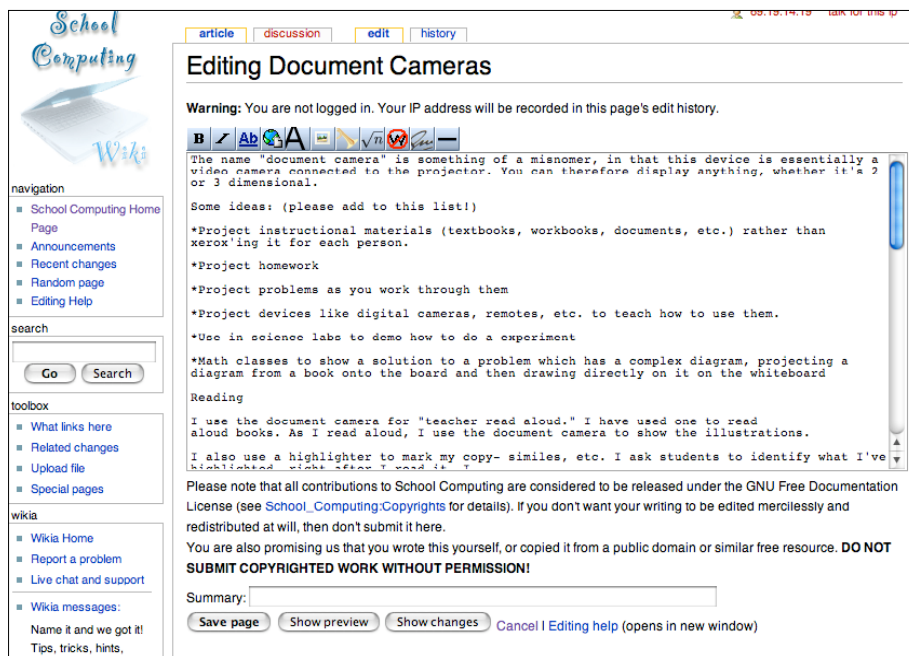 School
Computing
Wiki
69.19.14.19 talk for this ip
article discussion edit history
Editing Document Cameras
Warning: You are not logged in. Your IP address will be recorded in this page's edit history.
B I Ab A √n W
The name "document camera" is something of a misnomer, in that this device is essentially a
video camera connected to the projector. You can therefore display anything, whether it's 2
or 3 dimensional.
Some ideas: (please add to this list!)
*Project instructional materials (textbooks, workbooks, documents, etc.) rather than
xerox'ing it for each person.
*Project homework
*Project problems as you work through them
*Project devices like digital cameras, remotes, etc. to teach how to use them.
*Use in science labs to demo how to do a experiment
*Math classes to show a solution to a problem which has a complex diagram, projecting a
diagram from a book onto the board and then drawing directly on it on the whiteboard
Reading
I use the document camera for "teacher read aloud." I have used one to read
aloud books. As I read aloud, I use the document camera to show the illustrations.
I also use a highlighter to mark my copy- similes, etc. I ask students to identify what I've
highlighted, right after I read it. I
navigation
School Computing Home
Page
Announcements
Recent changes
Random page
Editing Help
search
Go Search
toolbox
What links here
Related changes
Upload file
Special pages
wikia
Wikia Home
Report a problem
Live chat and support
Wikia messages:
Name it and we got it!
Tips, tricks, hints,
Please note that all contributions to School Computing are considered to be released under the GNU Free Documentation
License (see School_Computing:Copyrights for details). If you don't want your writing to be edited mercilessly and
redistributed at will, then don't submit it here.
You are also promising us that you wrote this yourself, or copied it from a public domain or similar free resource. DO NOT
SUBMIT COPYRIGHTED WORK WITHOUT PERMISSION!
Summary:
Save page Show preview Show changes Cancel | Editing help (opens in new window)